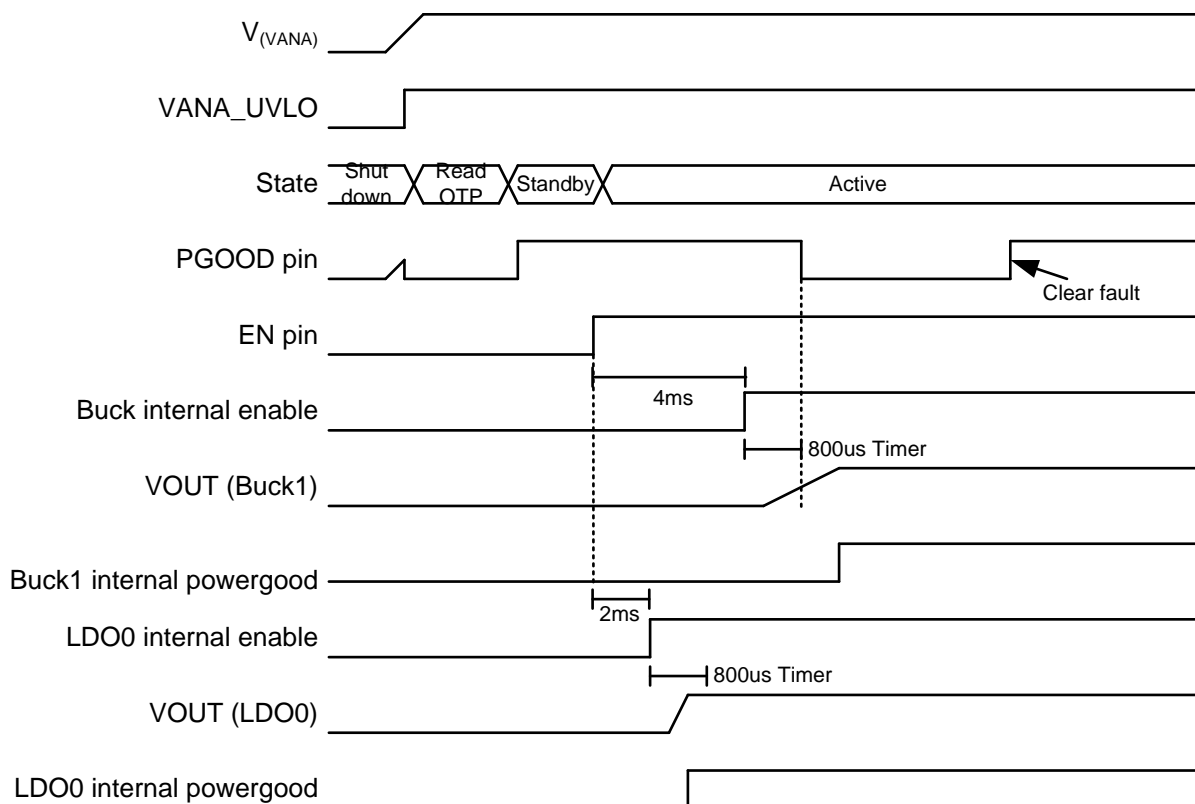 V(VANA)
VANA_UVLO
State
Shut
down
Read
OTP
Standby
Active
PGOOD pin
Clear fault
EN pin
4ms
Buck internal enable
800us Timer
VOUT (Buck1)
Buck1 internal powergood
2ms
LDO0 internal enable
800us Timer
VOUT (LDO0)
LDO0 internal powergood